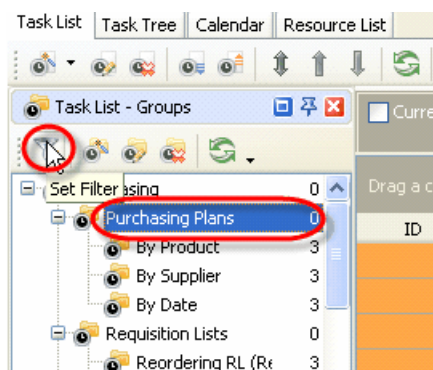 Task List Task Tree Calendar Resource List
Task List - Groups
Curre
Set Filter asing 0
Drag a c
Purchasing Plans 0
ID
By Product 3
By Supplier 3
By Date 3
Requisition Lists 0
Reordering RL (Re 3